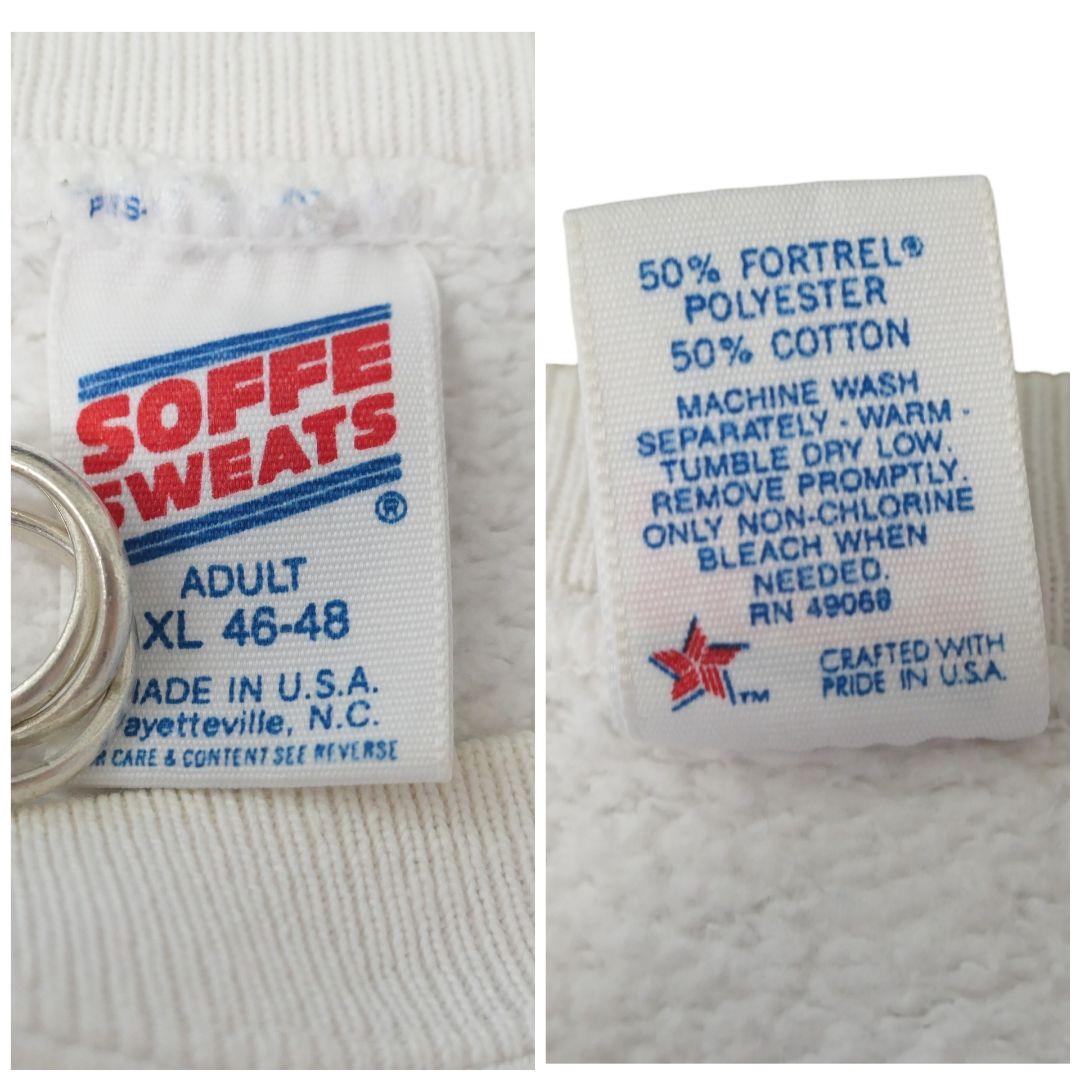 SOFFE
SWEATS
®
ADULT
XL 46-48
MADE IN U.S.A.
Fayetteville, N.C.
CARE & CONTENT SEE REVERSE
50% FORTREL®
POLYESTER
50% COTTON
MACHINE WASH
SEPARATELY - WARM -
TUMBLE DRY LOW.
REMOVE PROMPTLY.
ONLY NON-CHLORINE
BLEACH WHEN
NEEDED.
RN 49068
TM
CRAFTED WITH
PRIDE IN U.S.A.